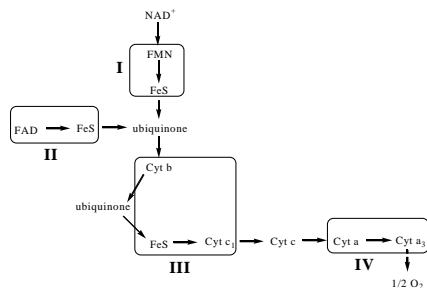 NAD⁺
FMN
I
FeS
FAD FeS ubiquinone
II
Cyt b
ubiquinone
FeS Cyt c₁ Cyt c Cyt a Cyt a₃
III IV
1/2 O₂